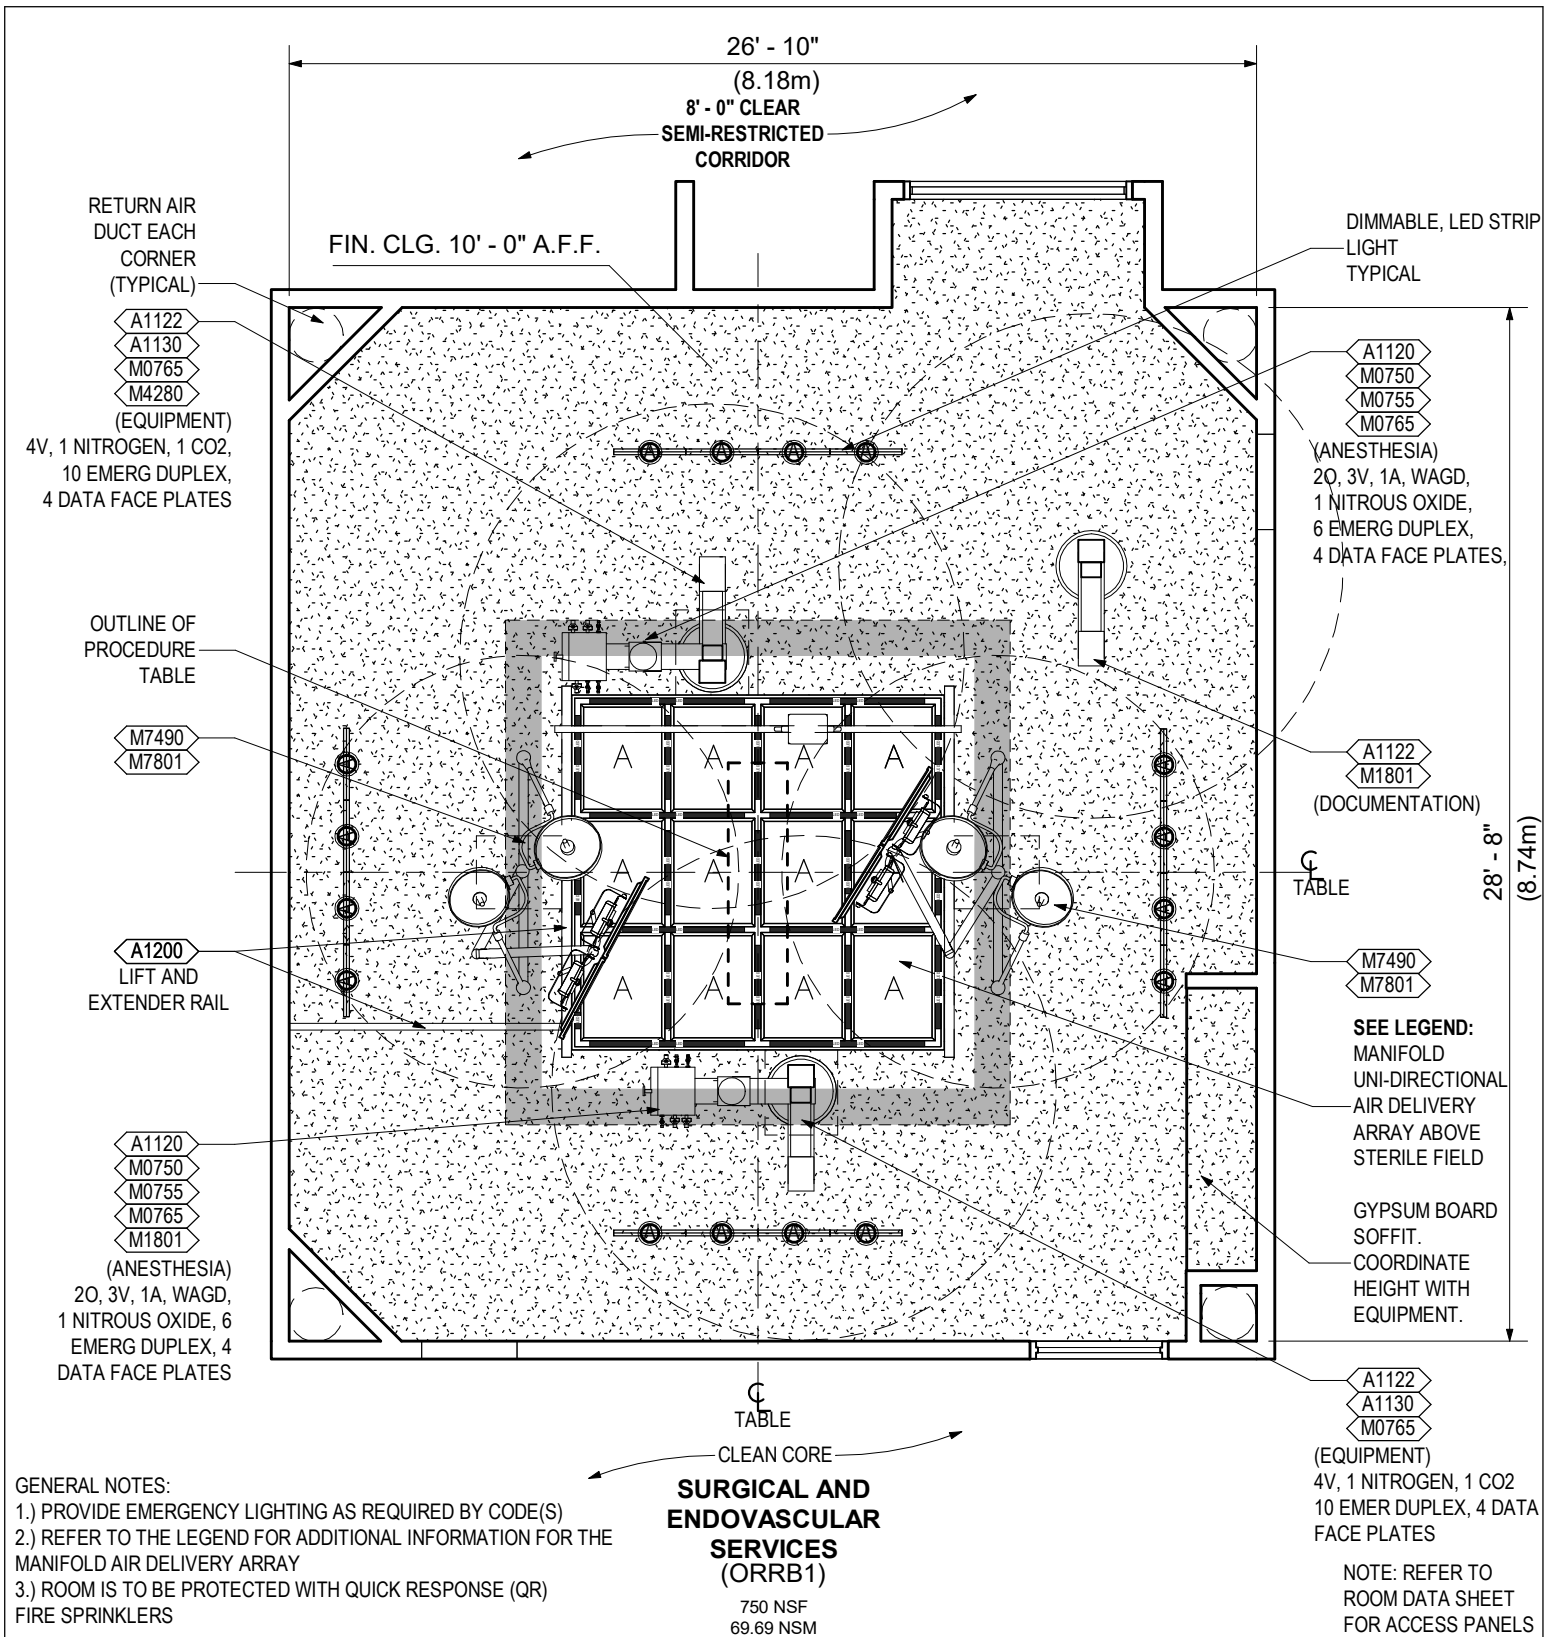 26' - 10"
(8.18m)
8' - 0" CLEAR
SEMI-RESTRICTED
CORRIDOR
RETURN AIR
DUCT EACH
CORNER
(TYPICAL)
FIN. CLG. 10' - 0" A.F.F.
DIMMABLE, LED STRIP
LIGHT
TYPICAL
A1122
A1130
M0765
M4280
(EQUIPMENT)
4V, 1 NITROGEN, 1 CO2,
10 EMERG DUPLEX,
4 DATA FACE PLATES
A1120
M0750
M0755
M0765
(ANESTHESIA)
2O, 3V, 1A, WAGD,
1 NITROUS OXIDE,
6 EMERG DUPLEX,
4 DATA FACE PLATES,
OUTLINE OF
PROCEDURE
TABLE
M7490
M7801
A1122
M1801
(DOCUMENTATION)
A A A A
A A A
A A A A
28' - 8"
(8.74m)
℄
TABLE
A1200
LIFT AND
EXTENDER RAIL
M7490
M7801
SEE LEGEND:
MANIFOLD
UNI-DIRECTIONAL
AIR DELIVERY
ARRAY ABOVE
STERILE FIELD
GYPSUM BOARD
SOFFIT.
COORDINATE
HEIGHT WITH
EQUIPMENT.
A1120
M0750
M0755
M0765
M1801
(ANESTHESIA)
2O, 3V, 1A, WAGD,
1 NITROUS OXIDE, 6
EMERG DUPLEX, 4
DATA FACE PLATES
℄
TABLE
CLEAN CORE
A1122
A1130
M0765
(EQUIPMENT)
4V, 1 NITROGEN, 1 CO2
10 EMER DUPLEX, 4 DATA
FACE PLATES
GENERAL NOTES:
1.) PROVIDE EMERGENCY LIGHTING AS REQUIRED BY CODE(S)
2.) REFER TO THE LEGEND FOR ADDITIONAL INFORMATION FOR THE
MANIFOLD AIR DELIVERY ARRAY
3.) ROOM IS TO BE PROTECTED WITH QUICK RESPONSE (QR)
FIRE SPRINKLERS
SURGICAL AND
ENDOVASCULAR
SERVICES
(ORRB1)
750 NSF
69.69 NSM
NOTE: REFER TO
ROOM DATA SHEET
FOR ACCESS PANELS